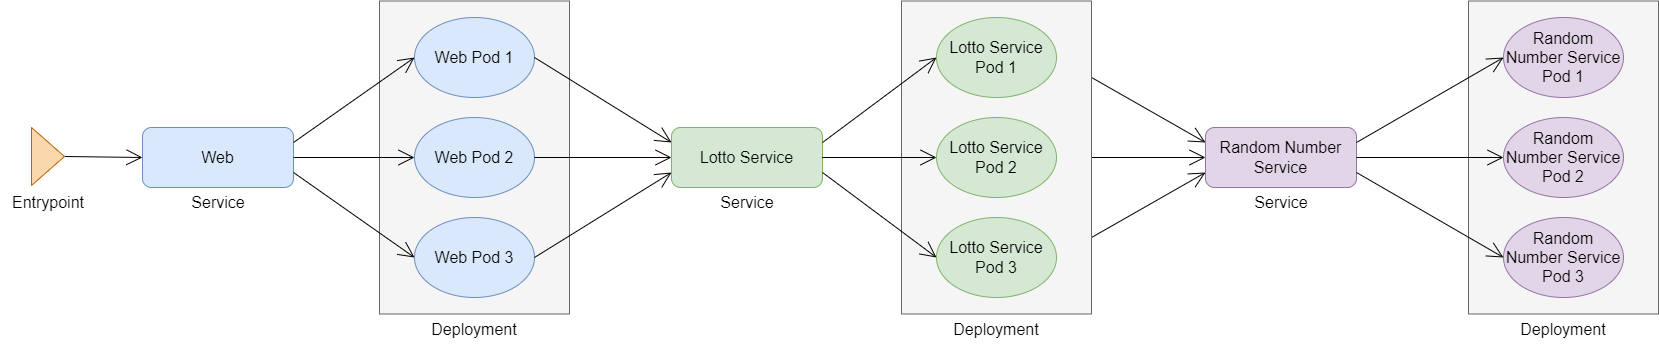 Entrypoint
Web
Service
Web Pod 1
Web Pod 2
Web Pod 3
Deployment
Lotto Service
Service
Lotto Service
Pod 1
Lotto Service
Pod 2
Lotto Service
Pod 3
Deployment
Random Number
Service
Service
Random
Number Service
Pod 1
Random
Number Service
Pod 2
Random
Number Service
Pod 3
Deployment